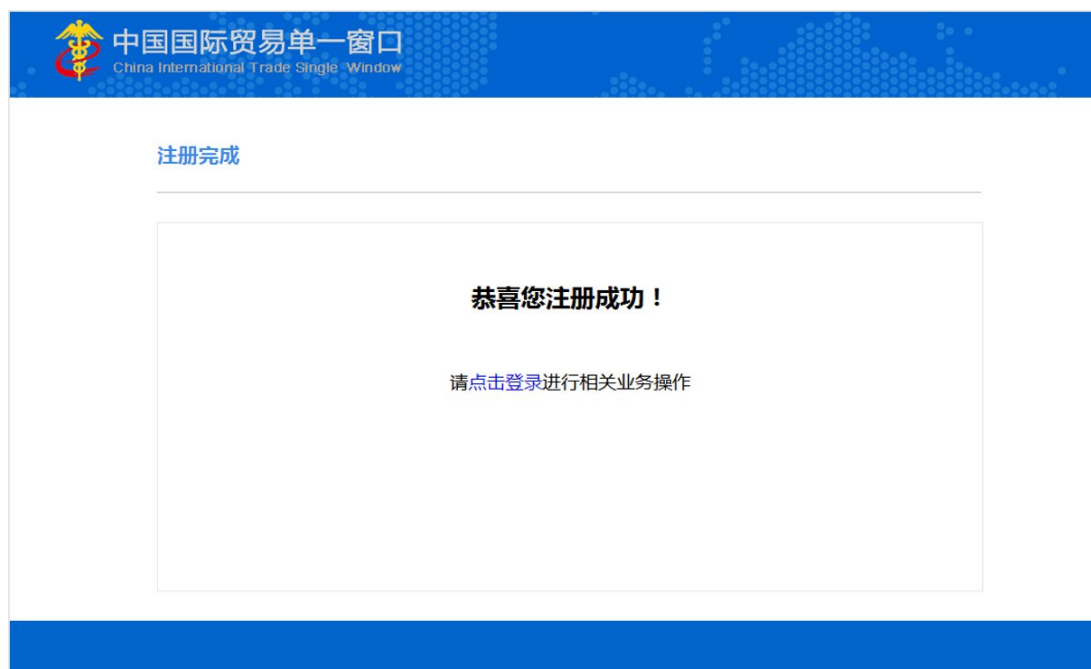 中国国际贸易单一窗口
China International Trade Single Window
注册完成
恭喜您注册成功！
请点击登录进行相关业务操作